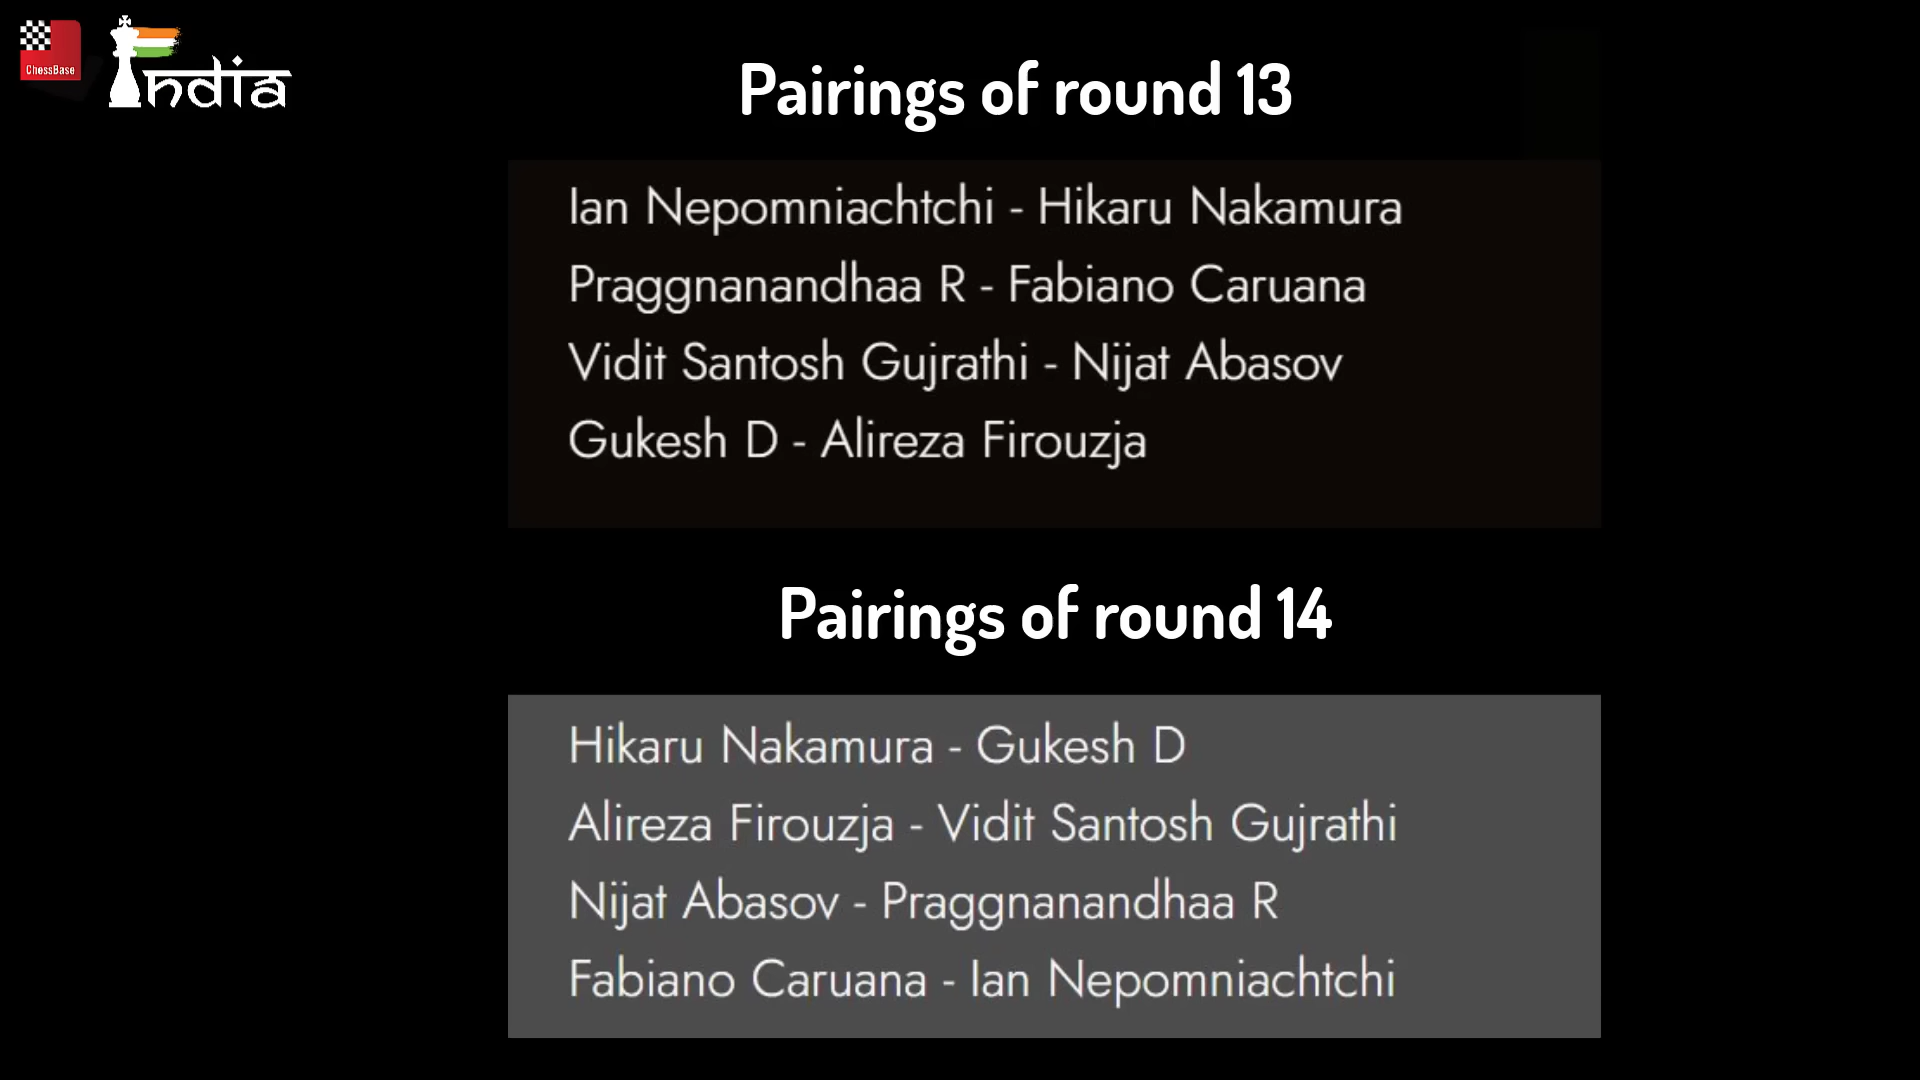 ChessBase
India
Pairings of round 13
Ian Nepomniachtchi - Hikaru Nakamura
Praggnanandhaa R - Fabiano Caruana
Vidit Santosh Gujrathi - Nijat Abasov
Gukesh D - Alireza Firouzja
Pairings of round 14
Hikaru Nakamura - Gukesh D
Alireza Firouzja - Vidit Santosh Gujrathi
Nijat Abasov - Praggnanandhaa R
Fabiano Caruana - Ian Nepomniachtchi